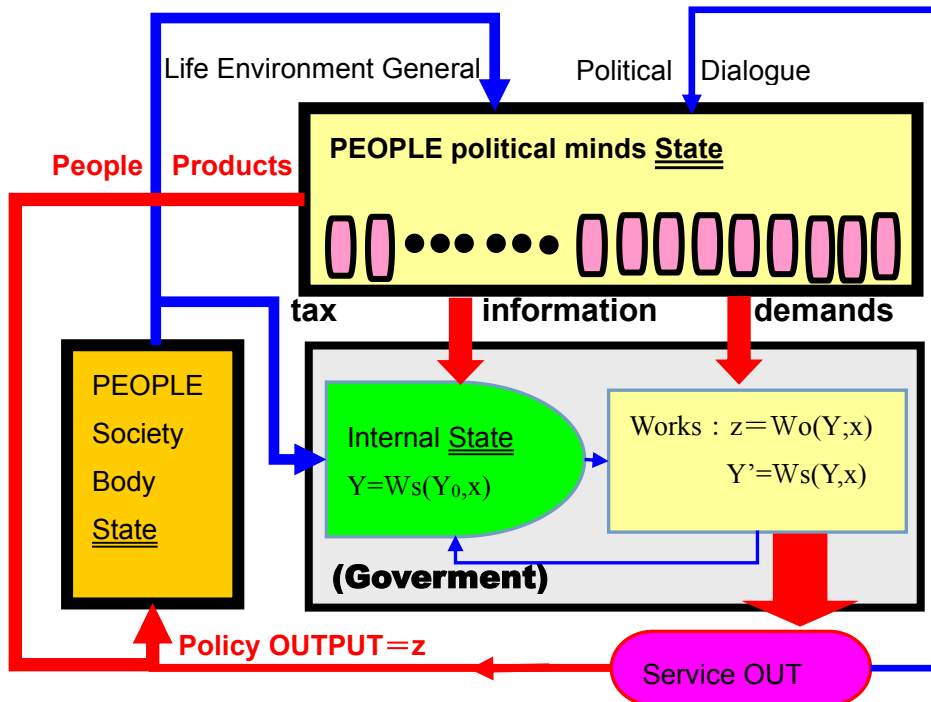 Life Environment General
Political Dialogue
PEOPLE political minds State
People Products
tax information demands
PEOPLE
Society
Body
State
Internal State
Y=Ws(Y₀,x)
Works : z＝Wo(Y;x)
Y’=Ws(Y,x)
(Goverment)
Policy OUTPUT＝z
Service OUT